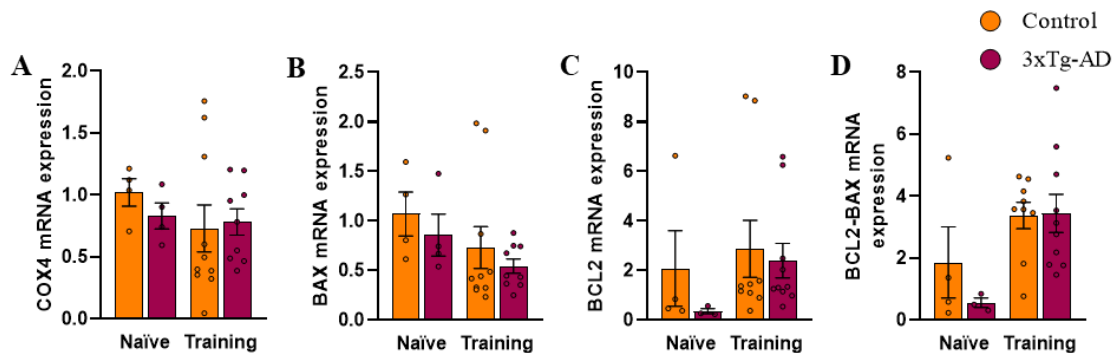 Control
3xTg-AD
A
COX4 mRNA expression
2.0
1.5
1.0
0.5
0.0
Naïve Training
B
BAX mRNA expression
2.5
2.0
1.5
1.0
0.5
0.0
Naïve Training
C
BCL2 mRNA expression
10
8
6
4
2
0
Naïve Training
D
BCL2-BAX mRNA
expression
8
6
4
2
0
Naïve Training